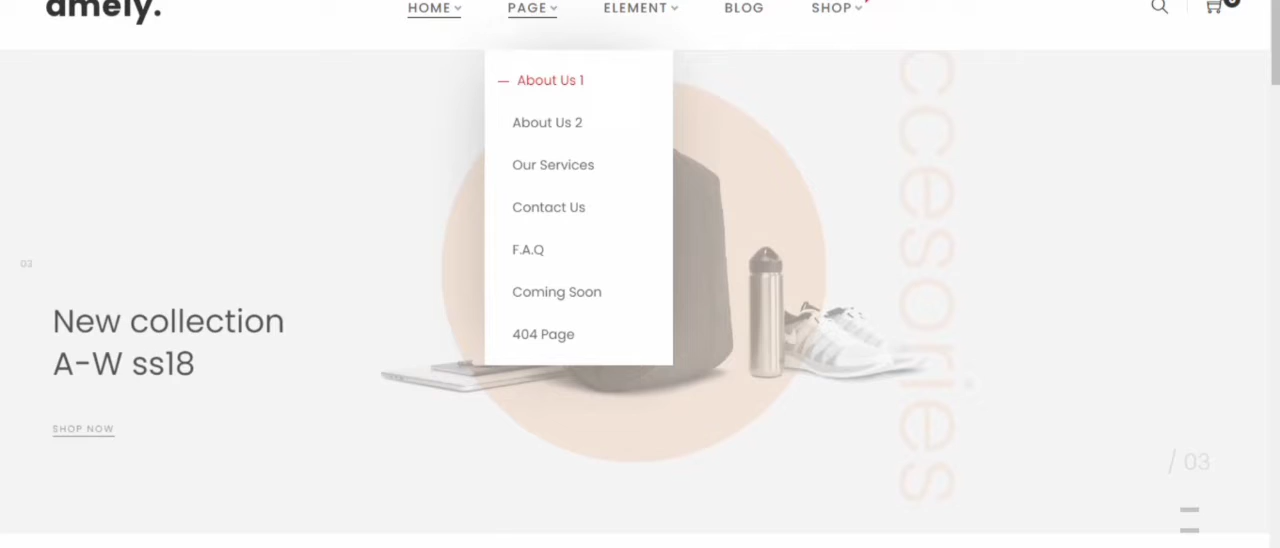 amely.
HOME PAGE ELEMENT BLOG SHOP
About Us 1
About Us 2
Our Services
Contact Us
F.A.Q
Coming Soon
404 Page
03
New collection
A-W ss18
SHOP NOW
ccesories
/ 03